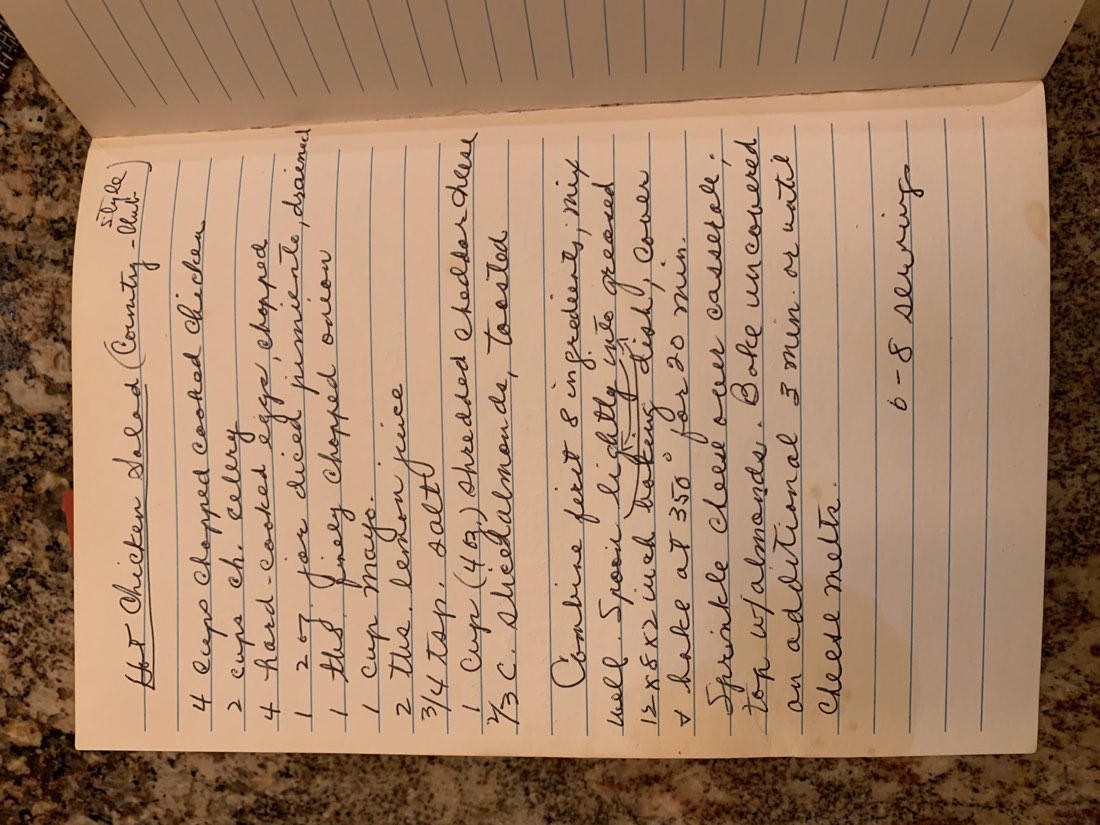 Hot Chicken Salad (Country-Club style)
4 cups chopped cooked chicken
2 cups ch. celery
4 hard-cooked eggs, chopped
1 2 oz. jar diced pimiento, drained
1 tbs. finely chopped onion
1 cup mayo.
2 tbs. lemon juice
3/4 tsp. salt
1 cup (4 oz.) shredded cheddar cheese
2/3 c. sliced almonds, toasted
Combine first 8 ingredients; mix
well. Spoon lightly into greased
12x8x2 inch baking dish; cover
& bake at 350° for 20 min.
Sprinkle cheese over casserole;
top w/almonds. Bake uncovered
an additional 3 min. or until
cheese melts.
6-8 servings